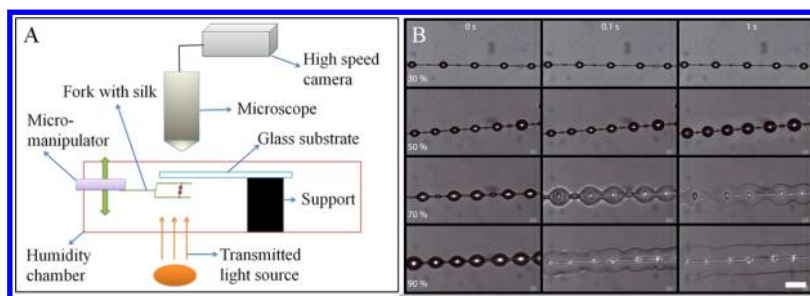 A
High speed
camera
Fork with silk
Microscope
Micro-
manipulator
Glass substrate
Support
Humidity
chamber
Transmitted
light source
B
0 s
0.1 s
1 s
30 %
50 %
70 %
90 %